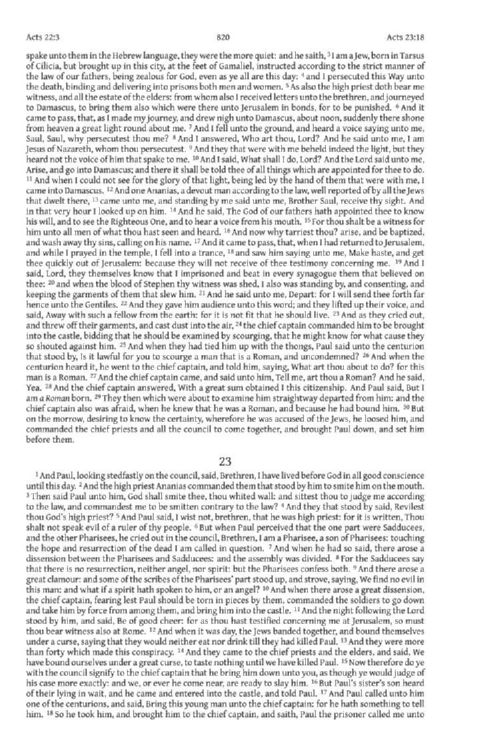 Acts 22:3 820 Acts 23:18
spake unto them in the Hebrew language, they were the more quiet: and he saith, 3 I am a Jew, born in Tarsus
of Cilicia, but brought up in this city, at the feet of Gamaliel, instructed according to the strict manner of
the law of our fathers, being zealous for God, even as ye all are this day: 4 and I persecuted this Way unto
the death, binding and delivering into prisons both men and women. 5 As also the high priest doth bear me
witness, and all the estate of the elders: from whom also I received letters unto the brethren, and journeyed
to Damascus, to bring them also which were there unto Jerusalem in bonds, for to be punished. 6 And it
came to pass, that, as I made my journey, and drew nigh unto Damascus, about noon, suddenly there shone
from heaven a great light round about me. 7 And I fell unto the ground, and heard a voice saying unto me,
Saul, Saul, why persecutest thou me? 8 And I answered, Who art thou, Lord? And he said unto me, I am
Jesus of Nazareth, whom thou persecutest. 9 And they that were with me beheld indeed the light, but they
heard not the voice of him that spake to me. 10 And I said, What shall I do, Lord? And the Lord said unto me,
Arise, and go into Damascus; and there it shall be told thee of all things which are appointed for thee to do.
11 And when I could not see for the glory of that light, being led by the hand of them that were with me, I
came into Damascus. 12 And one Ananias, a devout man according to the law, well reported of by all the Jews
that dwelt there, 13 came unto me, and standing by me said unto me, Brother Saul, receive thy sight. And
in that very hour I looked up on him. 14 And he said, The God of our fathers hath appointed thee to know
his will, and to see the Righteous One, and to hear a voice from his mouth. 15 For thou shalt be a witness for
him unto all men of what thou hast seen and heard. 16 And now why tarriest thou? arise, and be baptized,
and wash away thy sins, calling on his name. 17 And it came to pass, that, when I had returned to Jerusalem,
and while I prayed in the temple, I fell into a trance, 18 and saw him saying unto me, Make haste, and get
thee quickly out of Jerusalem: because they will not receive of thee testimony concerning me. 19 And I
said, Lord, they themselves know that I imprisoned and beat in every synagogue them that believed on
thee: 20 and when the blood of Stephen thy witness was shed, I also was standing by, and consenting, and
keeping the garments of them that slew him. 21 And he said unto me, Depart: for I will send thee forth far
hence unto the Gentiles. 22 And they gave him audience unto this word; and they lifted up their voice, and
said, Away with such a fellow from the earth: for it is not fit that he should live. 23 And as they cried out,
and threw off their garments, and cast dust into the air, 24 the chief captain commanded him to be brought
into the castle, bidding that he should be examined by scourging, that he might know for what cause they
so shouted against him. 25 And when they had tied him up with the thongs, Paul said unto the centurion
that stood by, Is it lawful for you to scourge a man that is a Roman, and uncondemned? 26 And when the
centurion heard it, he went to the chief captain, and told him, saying, What art thou about to do? for this
man is a Roman. 27 And the chief captain came, and said unto him, Tell me, art thou a Roman? And he said,
Yea. 28 And the chief captain answered, With a great sum obtained I this citizenship. And Paul said, But I
am a Roman born. 29 They then which were about to examine him straightway departed from him: and the
chief captain also was afraid, when he knew that he was a Roman, and because he had bound him. 30 But
on the morrow, desiring to know the certainty, wherefore he was accused of the Jews, he loosed him, and
commanded the chief priests and all the council to come together, and brought Paul down, and set him
before them.
23
1 And Paul, looking stedfastly on the council, said, Brethren, I have lived before God in all good conscience
until this day. 2 And the high priest Ananias commanded them that stood by him to smite him on the mouth.
3 Then said Paul unto him, God shall smite thee, thou whited wall: and sittest thou to judge me according
to the law, and commandest me to be smitten contrary to the law? 4 And they that stood by said, Revilest
thou God's high priest? 5 And Paul said, I wist not, brethren, that he was high priest: for it is written, Thou
shalt not speak evil of a ruler of thy people. 6 But when Paul perceived that the one part were Sadducees,
and the other Pharisees, he cried out in the council, Brethren, I am a Pharisee, a son of Pharisees: touching
the hope and resurrection of the dead I am called in question. 7 And when he had so said, there arose a
dissension between the Pharisees and Sadducees: and the assembly was divided. 8 For the Sadducees say
that there is no resurrection, neither angel, nor spirit: but the Pharisees confess both. 9 And there arose a
great clamour: and some of the scribes of the Pharisees' part stood up, and strove, saying, We find no evil in
this man: and what if a spirit hath spoken to him, or an angel? 10 And when there arose a great dissension,
the chief captain, fearing lest Paul should be torn in pieces by them, commanded the soldiers to go down
and take him by force from among them, and bring him into the castle. 11 And the night following the Lord
stood by him, and said, Be of good cheer: for as thou hast testified concerning me at Jerusalem, so must
thou bear witness also at Rome. 12 And when it was day, the Jews banded together, and bound themselves
under a curse, saying that they would neither eat nor drink till they had killed Paul. 13 And they were more
than forty which made this conspiracy. 14 And they came to the chief priests and the elders, and said, We
have bound ourselves under a great curse, to taste nothing until we have killed Paul. 15 Now therefore do ye
with the council signify to the chief captain that he bring him down unto you, as though ye would judge of
his case more exactly: and we, or ever he come near, are ready to slay him. 16 But Paul's sister's son heard
of their lying in wait, and he came and entered into the castle, and told Paul. 17 And Paul called unto him
one of the centurions, and said, Bring this young man unto the chief captain: for he hath something to tell
him. 18 So he took him, and brought him to the chief captain, and saith, Paul the prisoner called me unto